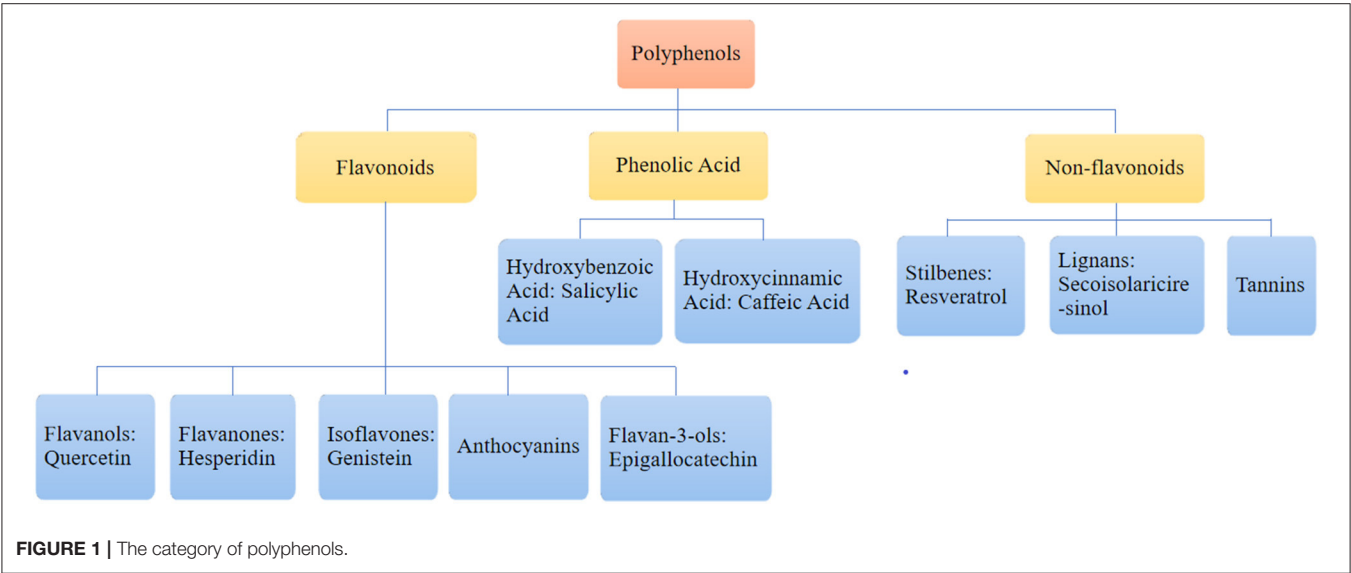 Polyphenols
Flavonoids
Phenolic Acid
Non-flavonoids
Hydroxybenzoic
Acid: Salicylic
Acid
Hydroxycinnamic
Acid: Caffeic Acid
Stilbenes:
Resveratrol
Lignans:
Secoisolaricire
-sinol
Tannins
Flavanols:
Quercetin
Flavanones:
Hesperidin
Isoflavones:
Genistein
Anthocyanins
Flavan-3-ols:
Epigallocatechin
FIGURE 1 | The category of polyphenols.